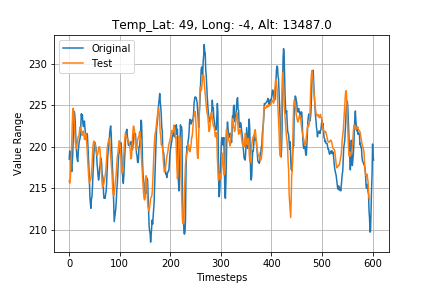 Temp_Lat: 49, Long: -4, Alt: 13487.0
Original
Test
Value Range
230
225
220
215
210
0 100 200 300 400 500 600
Timesteps